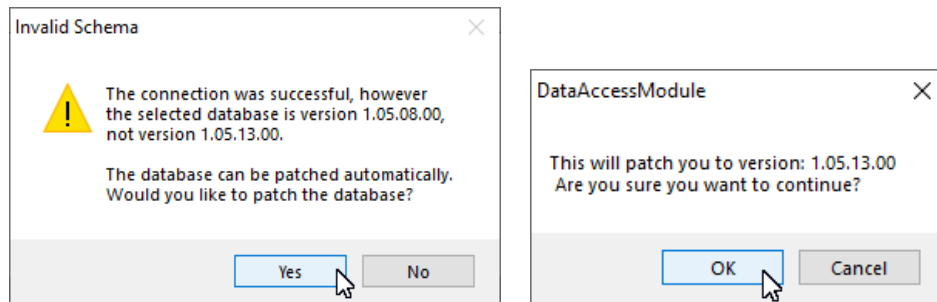 Invalid Schema
The connection was successful, however
the selected database is version 1.05.08.00,
not version 1.05.13.00.
The database can be patched automatically.
Would you like to patch the database?
Yes
No
DataAccessModule
This will patch you to version: 1.05.13.00
Are you sure you want to continue?
OK
Cancel